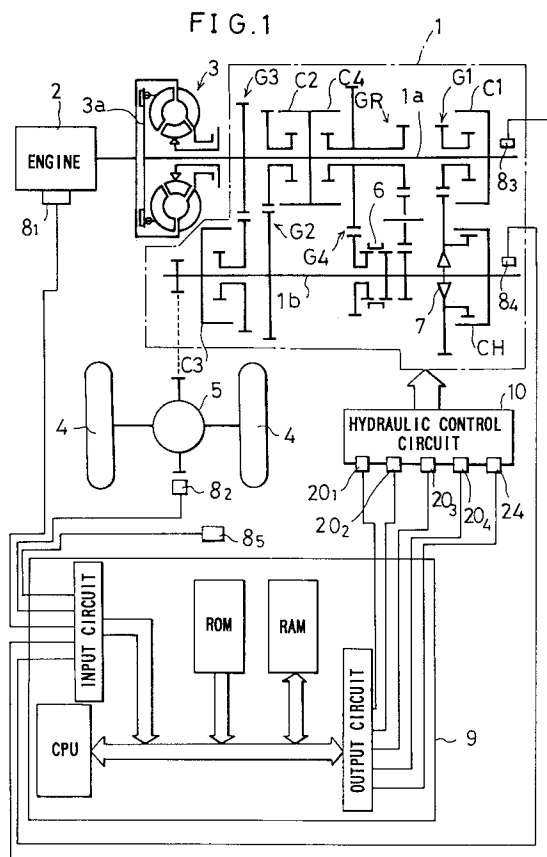 FIG.1
1
G3
C2
C4
G1
C1
3
3a
GR
1a
2
ENGINE
8₁
8₃
6
G2
G4
8₄
1b
7
CH
C3
5
4
4
10
HYDRAULIC CONTROL
CIRCUIT
8₂
20₁
20₂
20₃
20₄
24
8₅
INPUT CIRCUIT
ROM
RAM
CPU
OUTPUT CIRCUIT
9